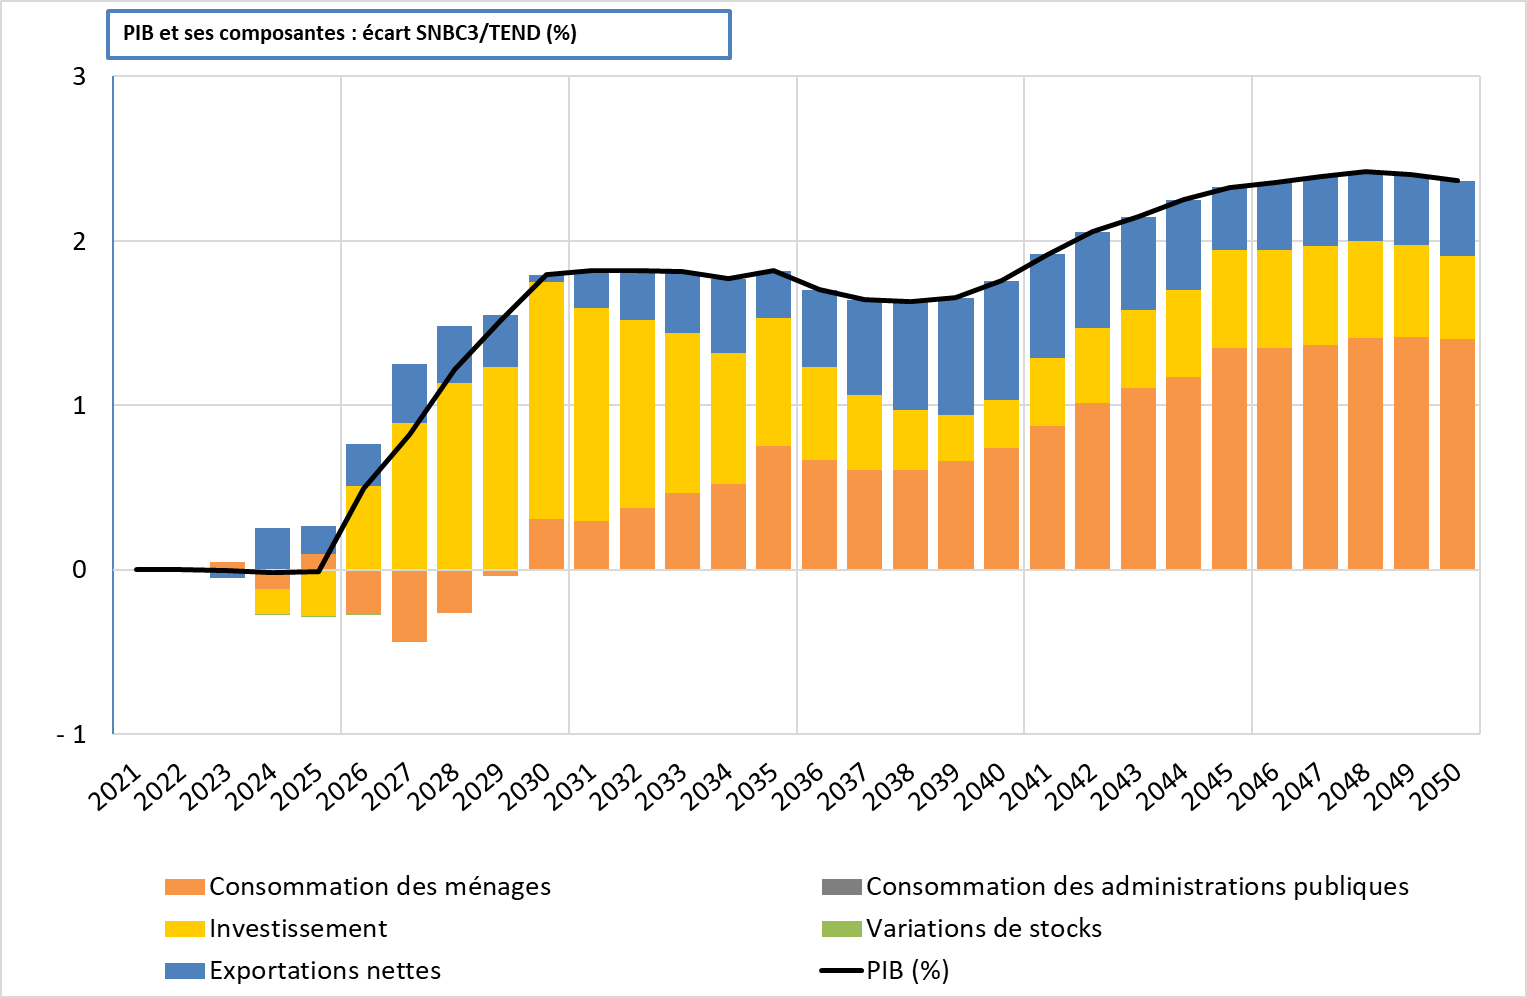 PIB et ses composantes : écart SNBC3/TEND (%)
3
2
1
0
- 1
2021 2022 2023 2024 2025 2026 2027 2028 2029 2030 2031 2032 2033 2034 2035 2036 2037 2038 2039 2040 2041 2042 2043 2044 2045 2046 2047 2048 2049 2050
Consommation des ménages Consommation des administrations publiques
Investissement Variations de stocks
Exportations nettes PIB (%)